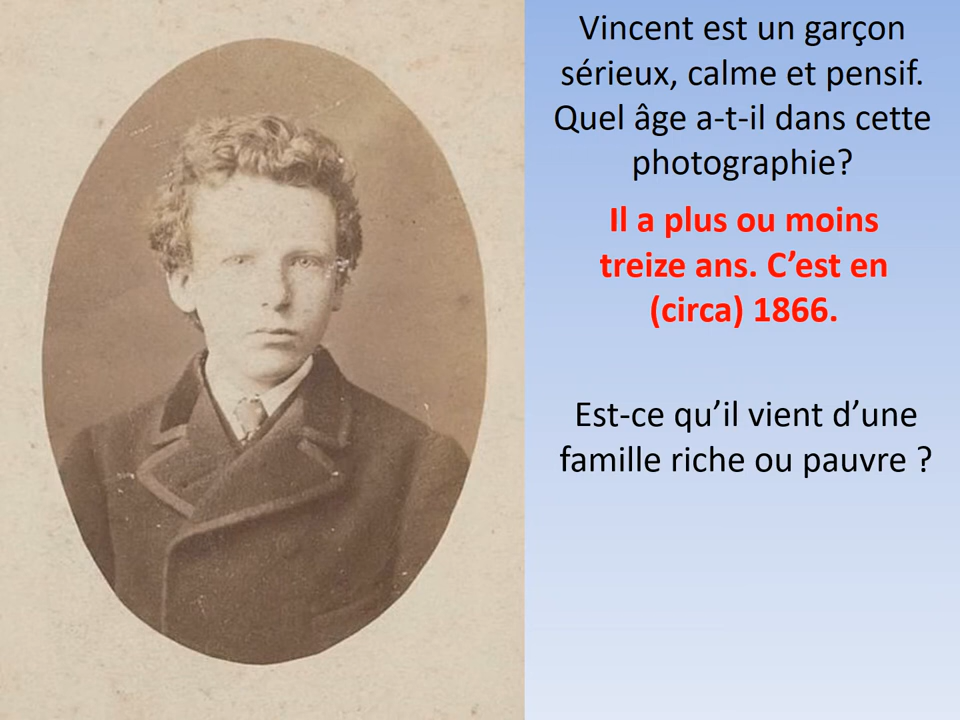 Vincent est un garçon
sérieux, calme et pensif.
Quel âge a-t-il dans cette
photographie?
Il a plus ou moins
treize ans. C’est en
(circa) 1866.
Est-ce qu’il vient d’une
famille riche ou pauvre ?